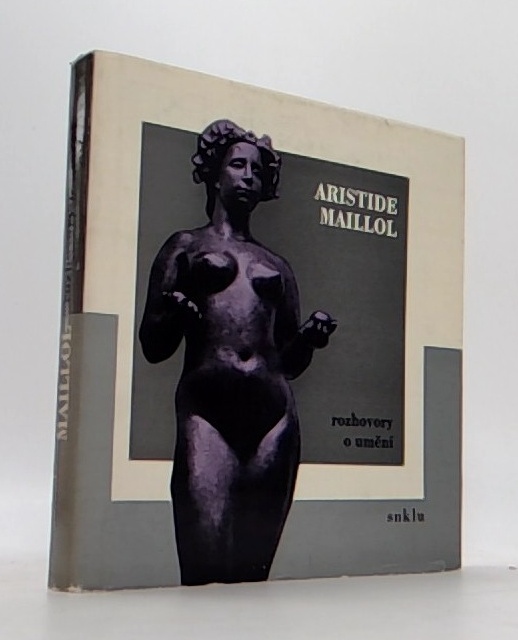 ARISTIDE
MAILLOL
rozhovory
o umění
snklu
MAILLOL